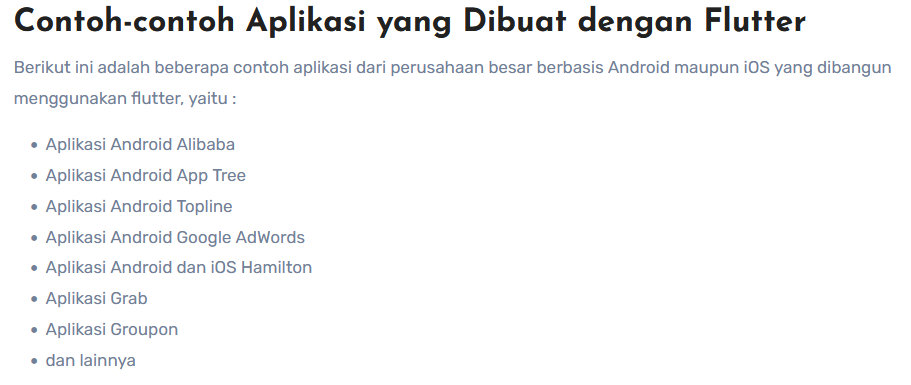 Contoh-contoh Aplikasi yang Dibuat dengan Flutter
Berikut ini adalah beberapa contoh aplikasi dari perusahaan besar berbasis Android maupun iOS yang dibangun
menggunakan flutter, yaitu :
• Aplikasi Android Alibaba
• Aplikasi Android App Tree
• Aplikasi Android Topline
• Aplikasi Android Google AdWords
• Aplikasi Android dan iOS Hamilton
• Aplikasi Grab
• Aplikasi Groupon
• dan lainnya